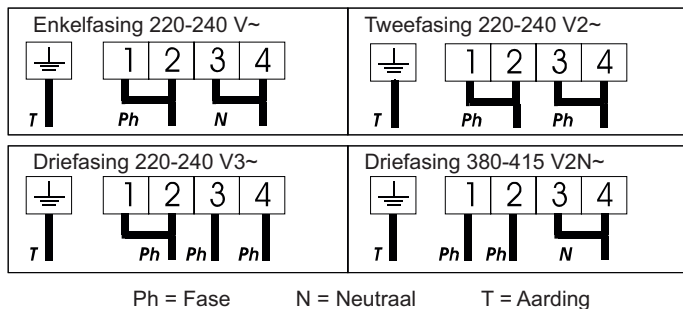 Enkelfasing 220-240 V~
1 2 3 4
T Ph N
Tweefasing 220-240 V2~
1 2 3 4
T Ph Ph
Driefasing 220-240 V3~
1 2 3 4
T Ph Ph Ph
Driefasing 380-415 V2N~
1 2 3 4
T Ph Ph N
Ph = Fase N = Neutraal T = Aarding